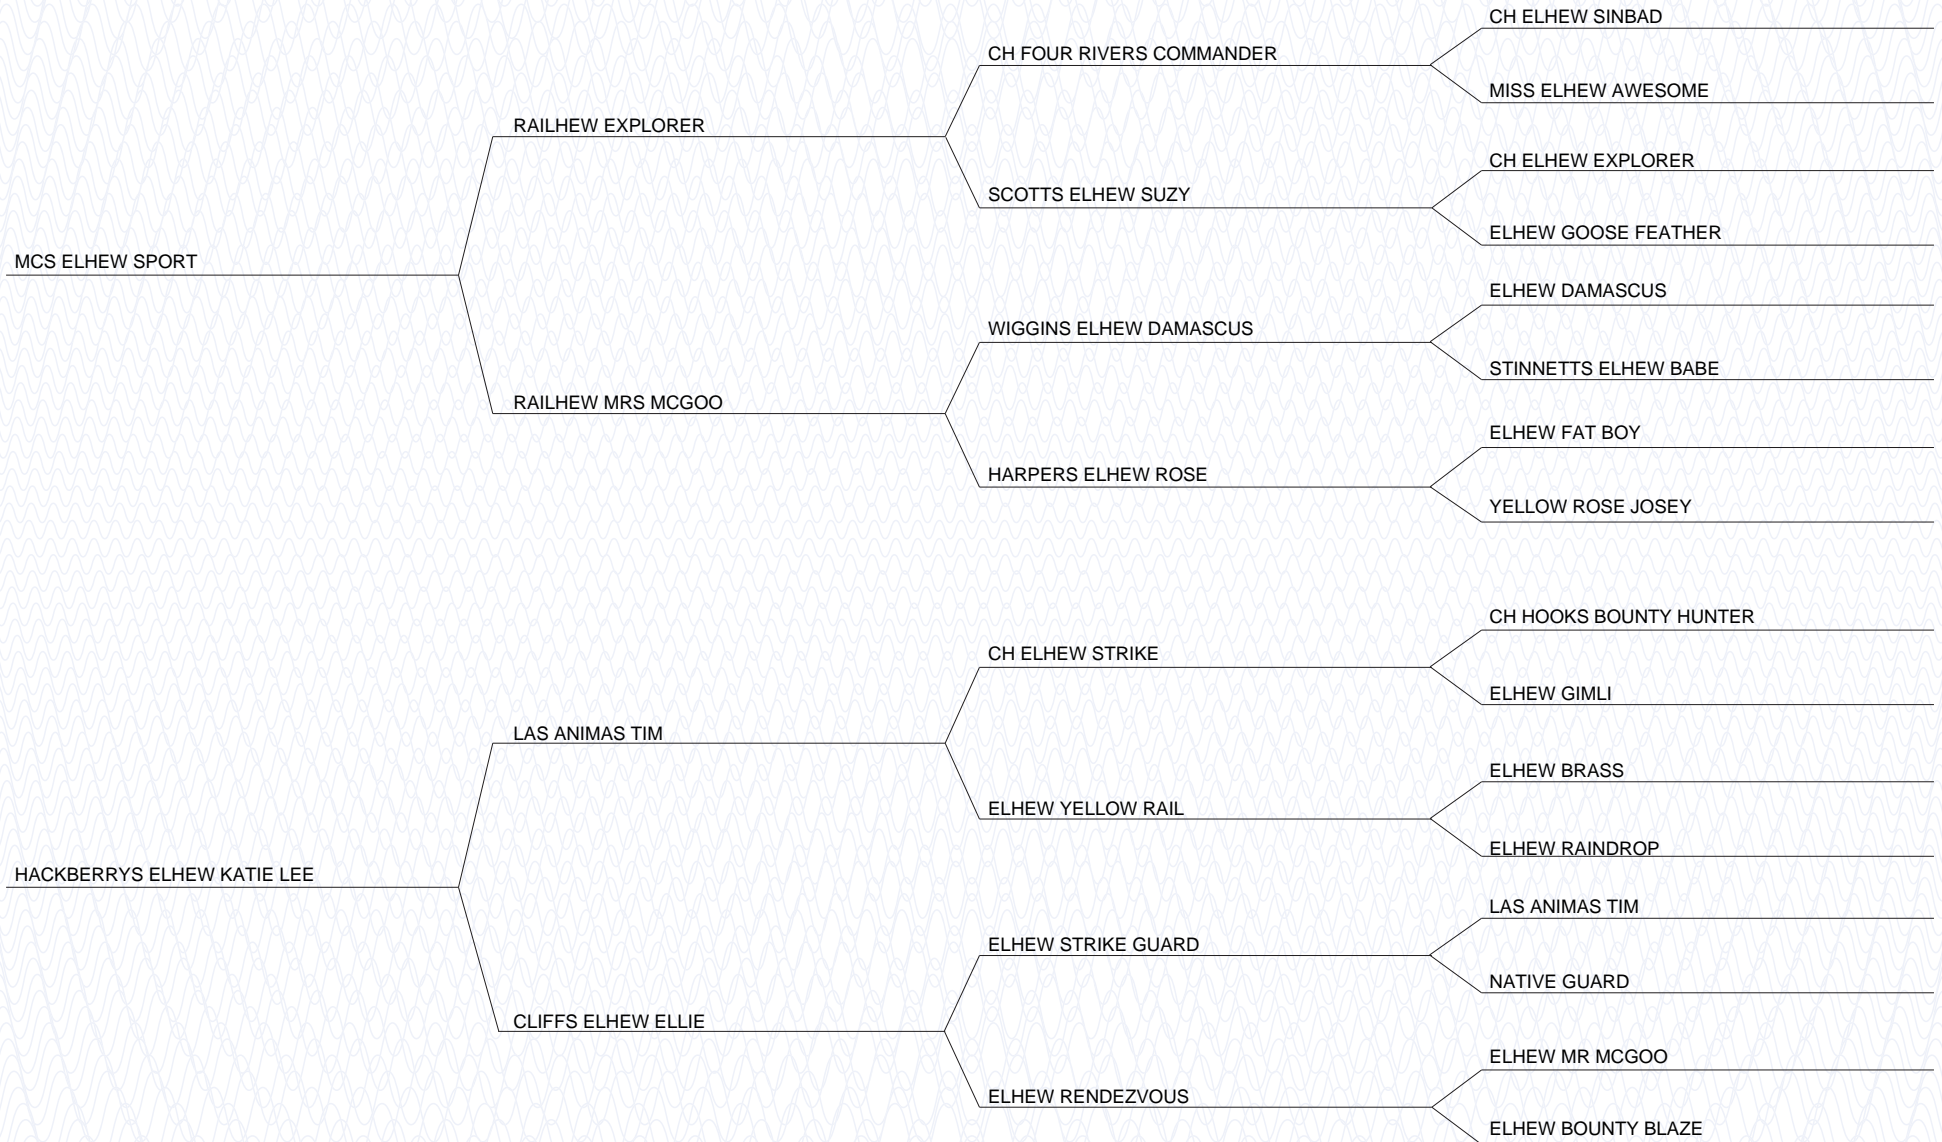 CH ELHEW SINBAD
CH FOUR RIVERS COMMANDER
MISS ELHEW AWESOME
RAILHEW EXPLORER
CH ELHEW EXPLORER
SCOTTS ELHEW SUZY
ELHEW GOOSE FEATHER
MCS ELHEW SPORT
ELHEW DAMASCUS
WIGGINS ELHEW DAMASCUS
STINNETTS ELHEW BABE
RAILHEW MRS MCGOO
ELHEW FAT BOY
HARPERS ELHEW ROSE
YELLOW ROSE JOSEY
CH HOOKS BOUNTY HUNTER
CH ELHEW STRIKE
ELHEW GIMLI
LAS ANIMAS TIM
ELHEW BRASS
ELHEW YELLOW RAIL
ELHEW RAINDROP
HACKBERRYS ELHEW KATIE LEE
LAS ANIMAS TIM
ELHEW STRIKE GUARD
NATIVE GUARD
CLIFFS ELHEW ELLIE
ELHEW MR MCGOO
ELHEW RENDEZVOUS
ELHEW BOUNTY BLAZE